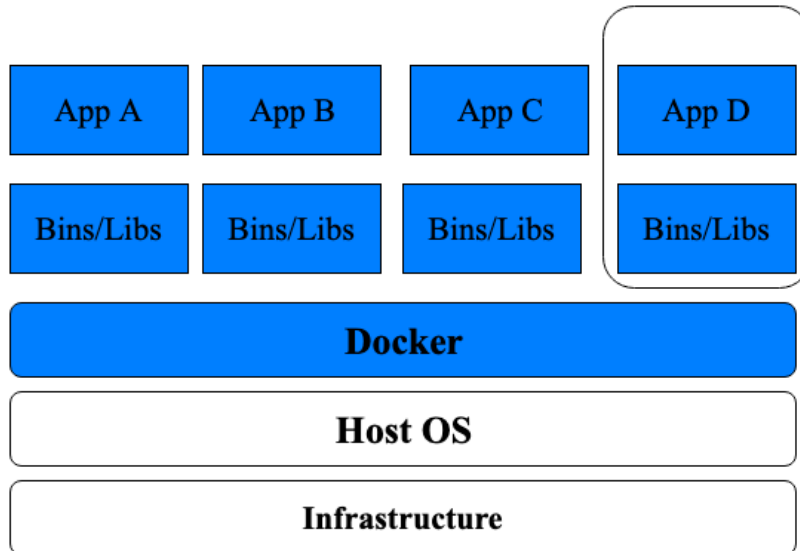 App A App B App C App D
Bins/Libs Bins/Libs Bins/Libs Bins/Libs
Docker
Host OS
Infrastructure